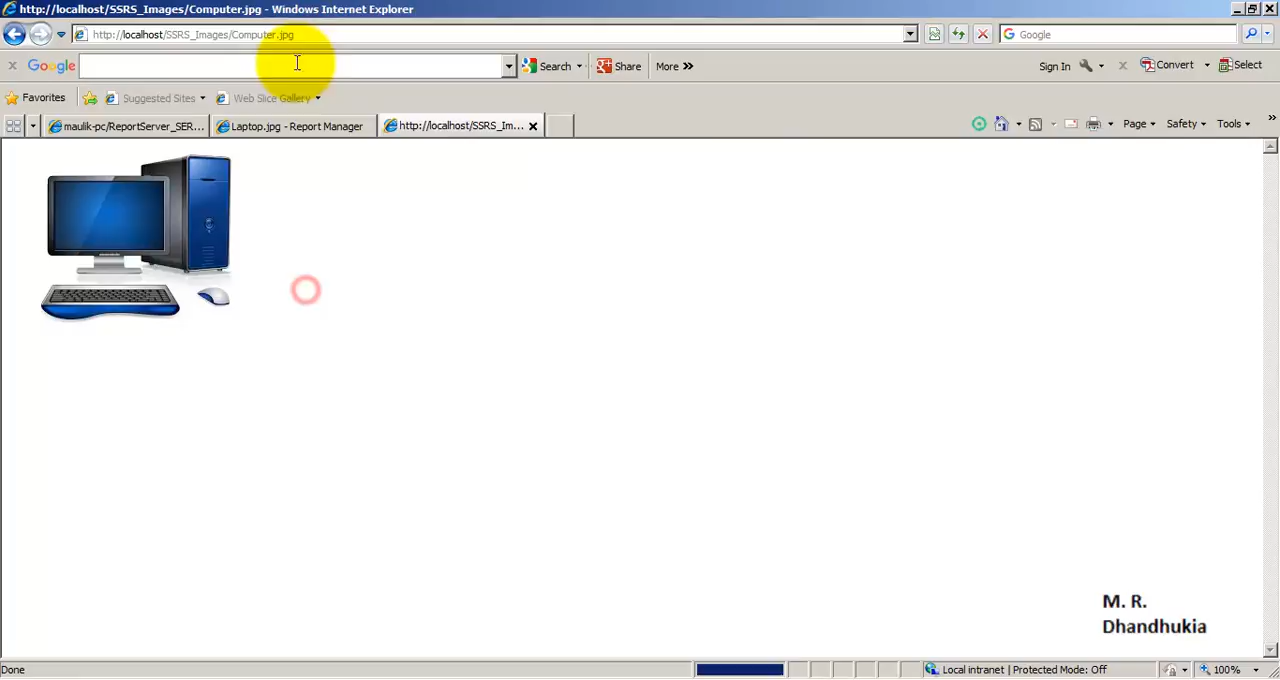 http://localhost/SSRS_Images/Computer.jpg - Windows Internet Explorer
http://localhost/SSRS_Images/Computer.jpg
Google
x Google
Search
Share
More »
Sign In
x
Convert
Select
Favorites
Suggested Sites
Web Slice Gallery
maulik-pc/ReportServer_SER...
Laptop.jpg - Report Manager
http://localhost/SSRS_Im...
Page
Safety
Tools
»
M. R.
Dhandhukia
Done
Local intranet | Protected Mode: Off
100%